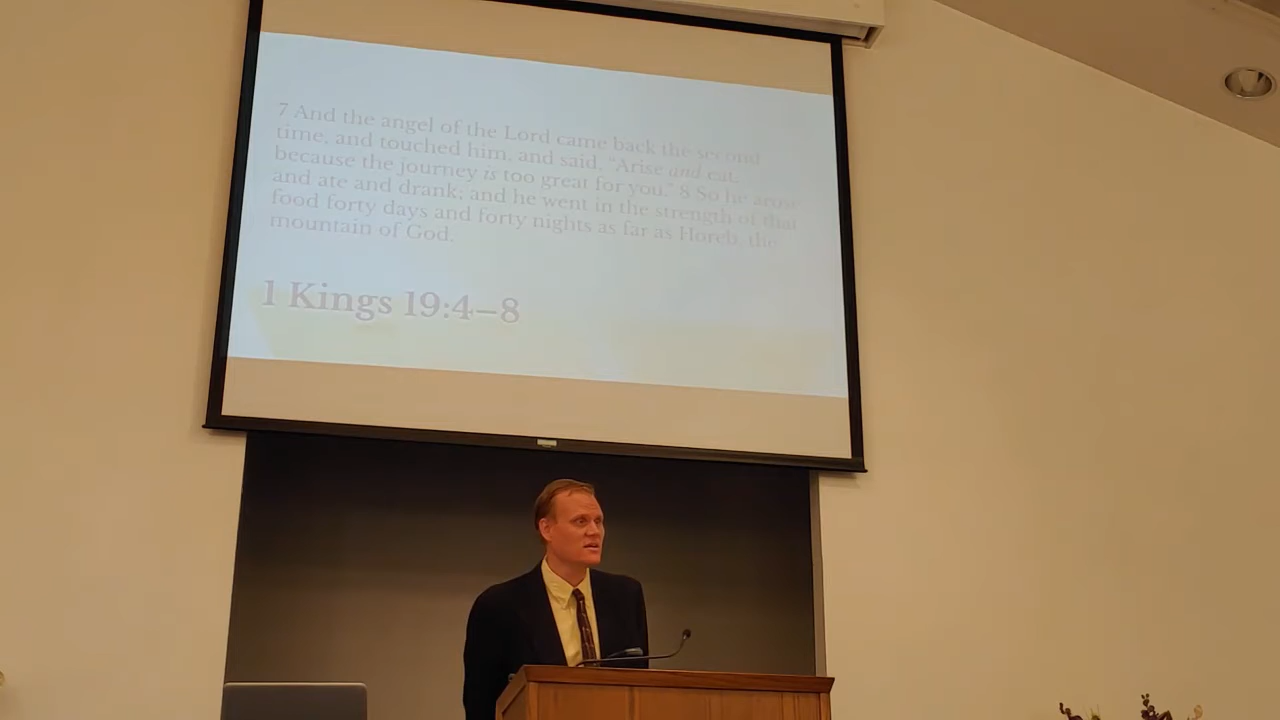 7 And the angel of the Lord came back the second
time, and touched him, and said, “Arise and eat,
because the journey is too great for you.” 8 So he arose
and ate and drank; and he went in the strength of that
food forty days and forty nights as far as Horeb, the
mountain of God.
1 Kings 19:4–8